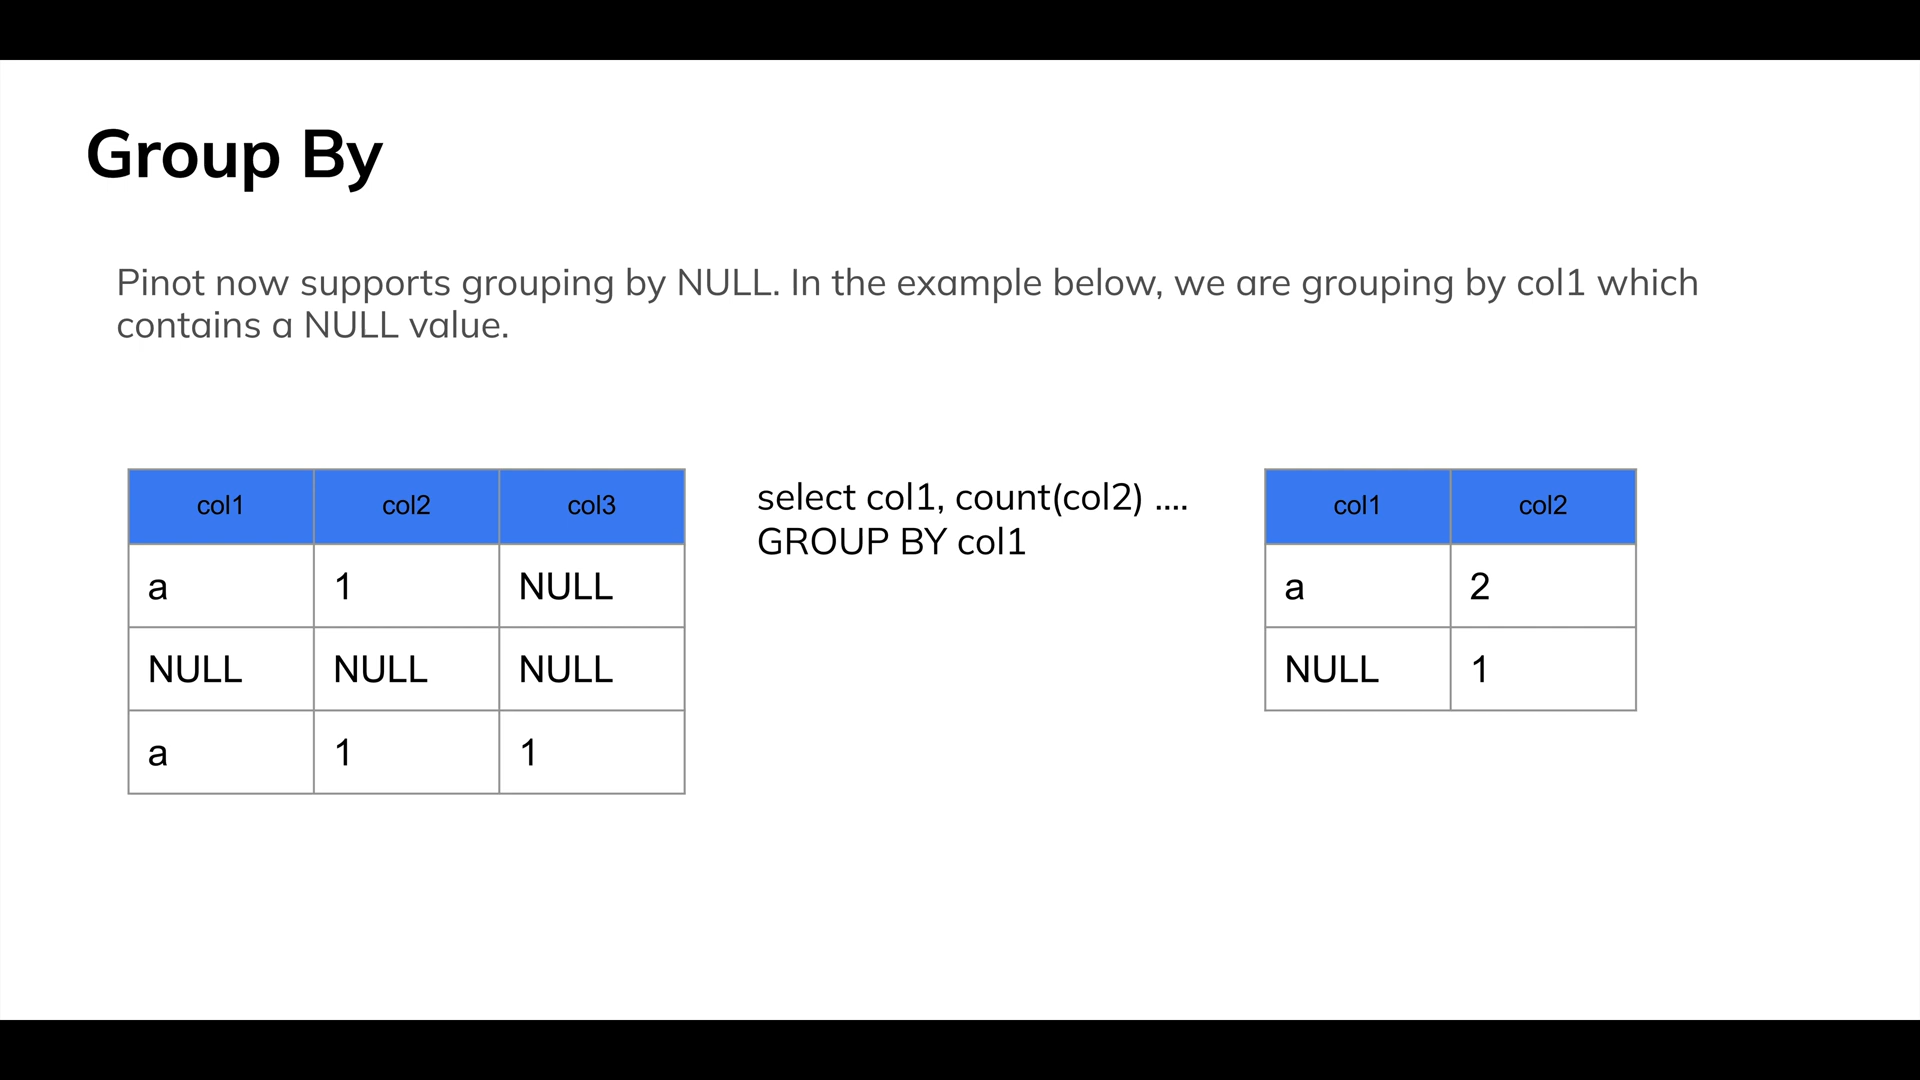 Group By
Pinot now supports grouping by NULL. In the example below, we are grouping by col1 which
contains a NULL value.
col1 col2 col3
a 1 NULL
NULL NULL NULL
a 1 1
select col1, count(col2) ....
GROUP BY col1
col1 col2
a 2
NULL 1